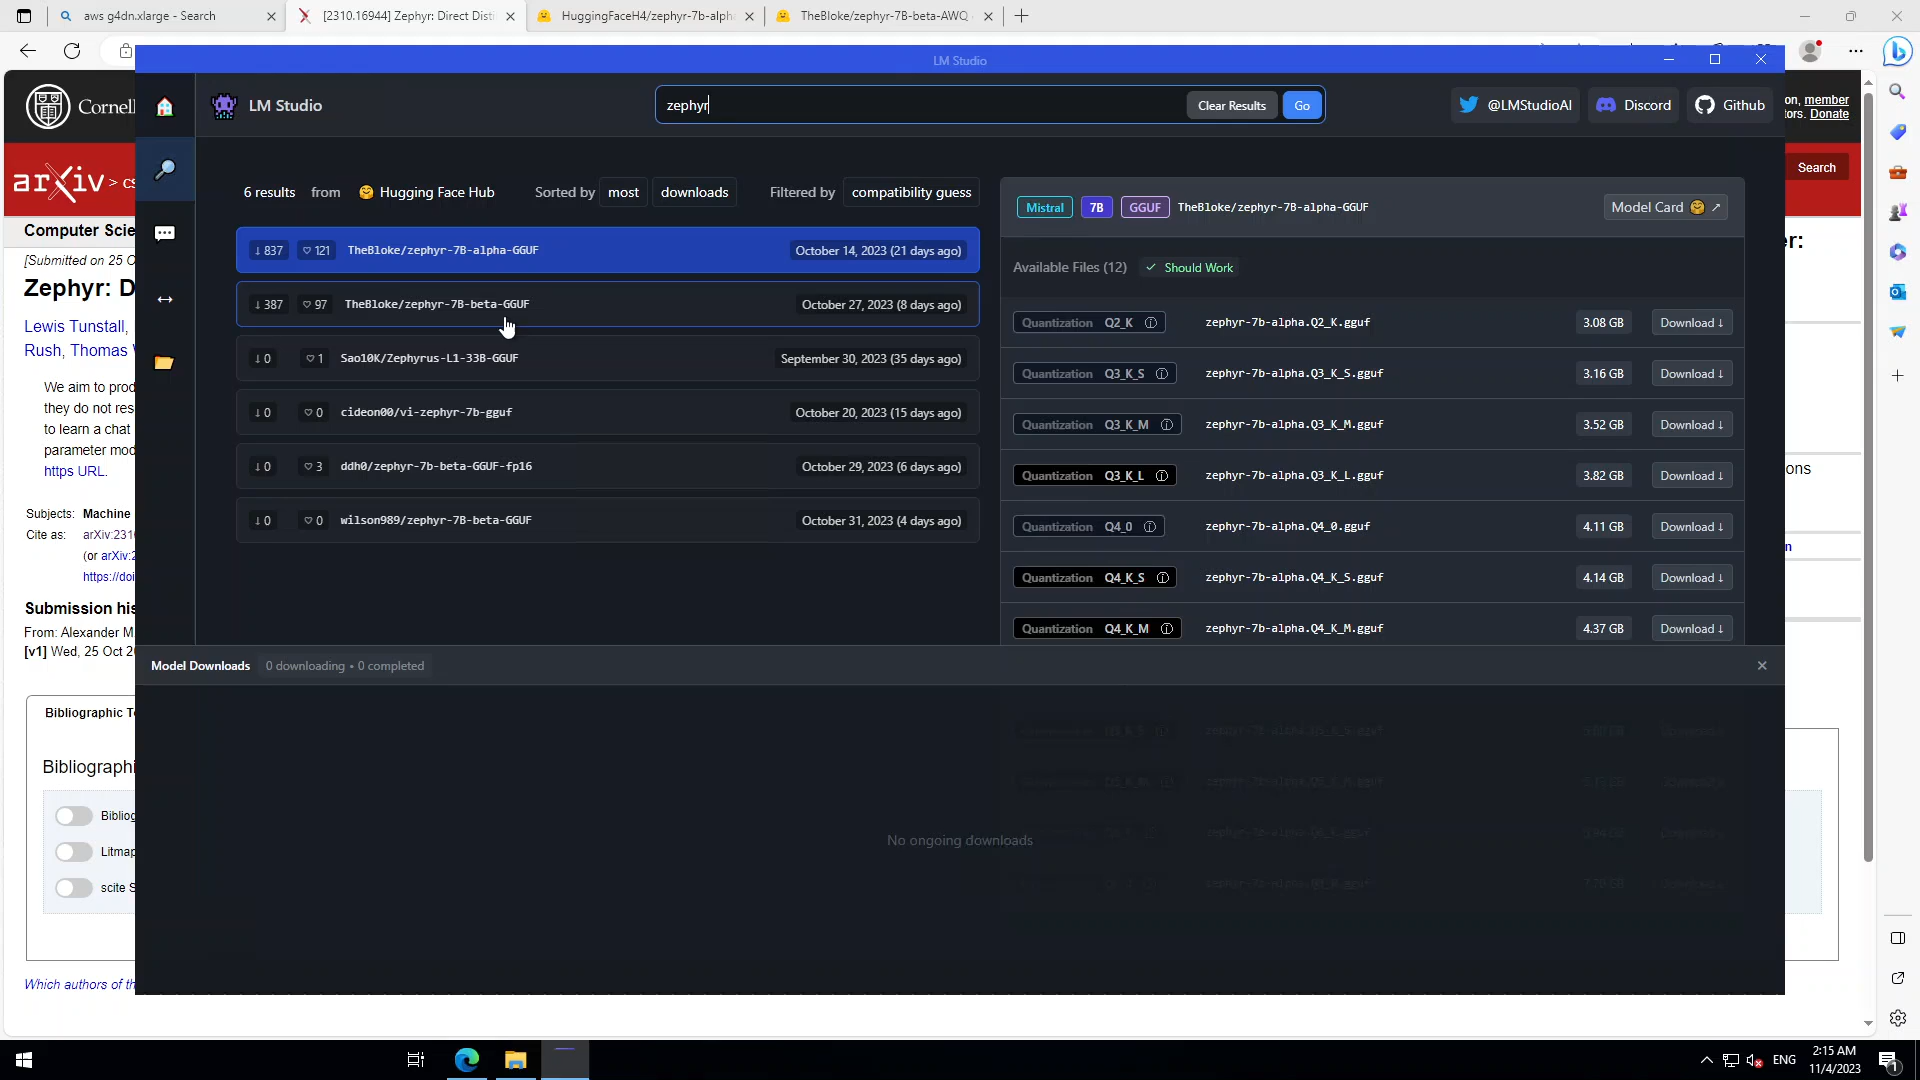 aws g4dn.xlarge - Search
[2310.16944] Zephyr: Direct Disti
HuggingFaceH4/zephyr-7b-alph
TheBloke/zephyr-7B-beta-AWQ
LM Studio
LM Studio
zephyr
Clear Results
Go
@LMStudioAI
Discord
Github
Cornell
on, member
tors. Donate
arXiv > cs
Search
6 results from Hugging Face Hub
Sorted by most downloads
Filtered by compatibility guess
Mistral 7B GGUF TheBloke/zephyr-7B-alpha-GGUF
Model Card
↓837 121 TheBloke/zephyr-7B-alpha-GGUF October 14, 2023 (21 days ago)
↓387 97 TheBloke/zephyr-7B-beta-GGUF October 27, 2023 (8 days ago)
↓0 1 Sao10K/Zephyrus-L1-33B-GGUF September 30, 2023 (35 days ago)
↓0 0 cideon00/vi-zephyr-7b-gguf October 20, 2023 (15 days ago)
↓0 3 ddh0/zephyr-7b-beta-GGUF-fp16 October 29, 2023 (6 days ago)
↓0 0 wilson989/zephyr-7B-beta-GGUF October 31, 2023 (4 days ago)
Available Files (12) ✓ Should Work
Quantization Q2_K zephyr-7b-alpha.Q2_K.gguf 3.08 GB Download ↓
Quantization Q3_K_S zephyr-7b-alpha.Q3_K_S.gguf 3.16 GB Download ↓
Quantization Q3_K_M zephyr-7b-alpha.Q3_K_M.gguf 3.52 GB Download ↓
Quantization Q3_K_L zephyr-7b-alpha.Q3_K_L.gguf 3.82 GB Download ↓
Quantization Q4_0 zephyr-7b-alpha.Q4_0.gguf 4.11 GB Download ↓
Quantization Q4_K_S zephyr-7b-alpha.Q4_K_S.gguf 4.14 GB Download ↓
Quantization Q4_K_M zephyr-7b-alpha.Q4_K_M.gguf 4.37 GB Download ↓
Computer Scie
[Submitted on 25 O
Zephyr: D
er:
Lewis Tunstall,
Rush, Thomas
We aim to prod
they do not res
to learn a chat
parameter mod
https URL.
ons
Subjects: Machine
Cite as: arXiv:231
(or arXiv:2
https://doi
n
Submission his
From: Alexander M
[v1] Wed, 25 Oct 2
Model Downloads 0 downloading • 0 completed
No ongoing downloads
Bibliographic To
Bibliographi
Bibliog
Litmap
scite S
Which authors of th
ENG
2:15 AM
11/4/2023
1